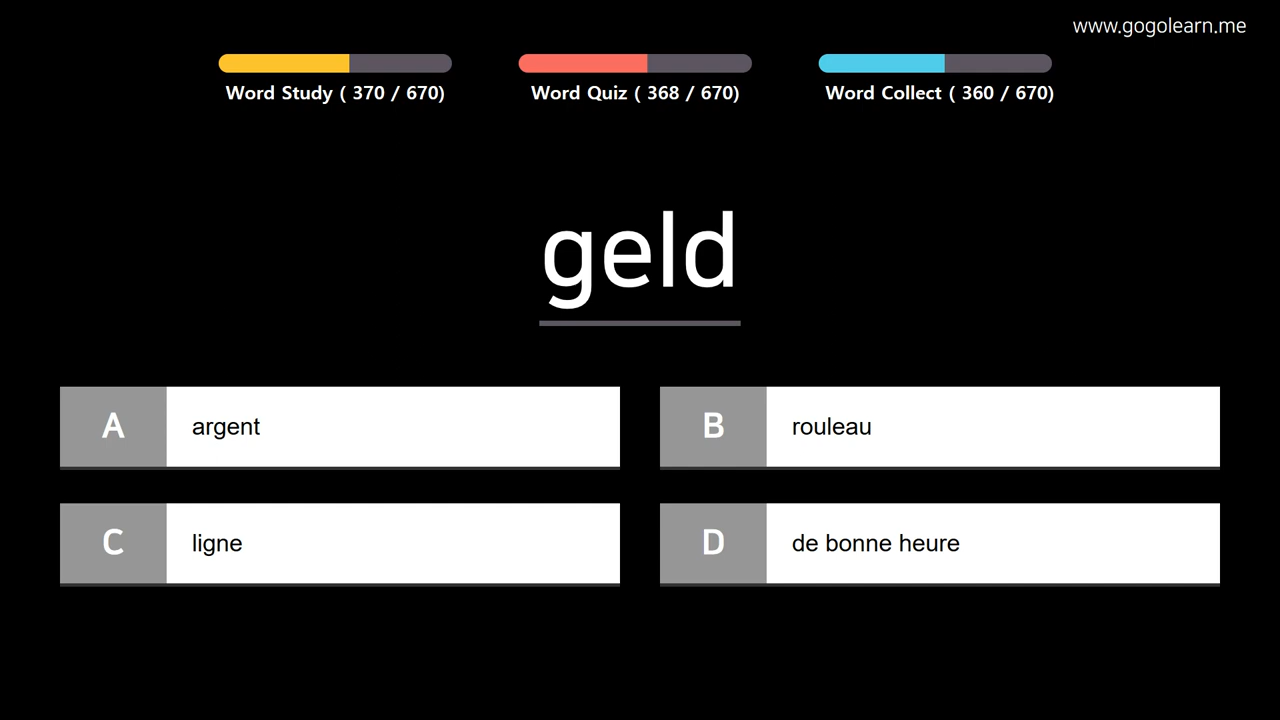 www.gogolearn.me
Word Study ( 370 / 670)
Word Quiz ( 368 / 670)
Word Collect ( 360 / 670)
geld
A
argent
B
rouleau
C
ligne
D
de bonne heure